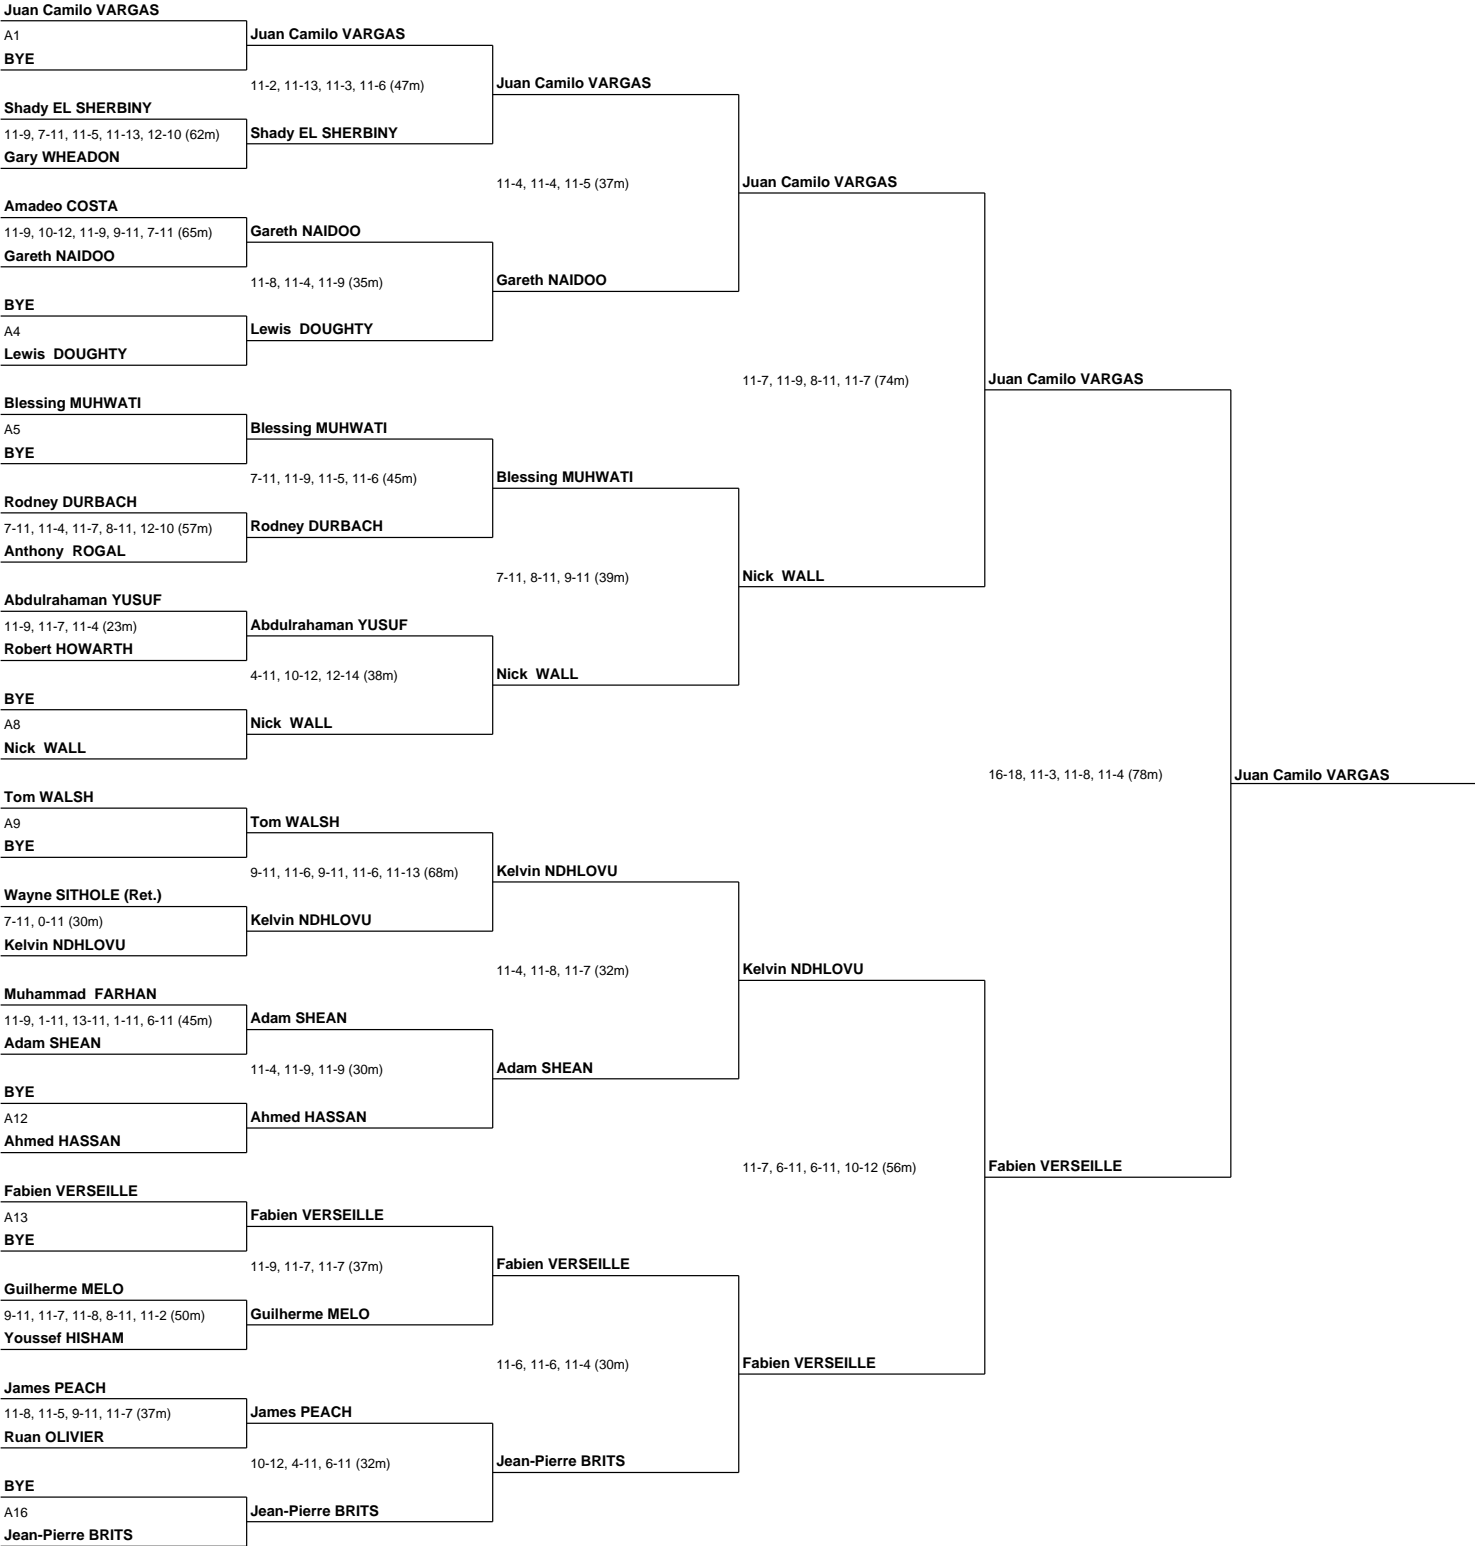 Juan Camilo VARGAS
A1
BYE
Shady EL SHERBINY
11-9, 7-11, 11-5, 11-13, 12-10 (62m)
Gary WHEADON
Amadeo COSTA
11-9, 10-12, 11-9, 9-11, 7-11 (65m)
Gareth NAIDOO
BYE
A4
Lewis DOUGHTY
Blessing MUHWATI
A5
BYE
Rodney DURBACH
7-11, 11-4, 11-7, 8-11, 12-10 (57m)
Anthony ROGAL
Abdulrahaman YUSUF
11-9, 11-7, 11-4 (23m)
Robert HOWARTH
BYE
A8
Nick WALL
Tom WALSH
A9
BYE
Wayne SITHOLE (Ret.)
7-11, 0-11 (30m)
Kelvin NDHLOVU
Muhammad FARHAN
11-9, 1-11, 13-11, 1-11, 6-11 (45m)
Adam SHEAN
BYE
A12
Ahmed HASSAN
Fabien VERSEILLE
A13
BYE
Guilherme MELO
9-11, 11-7, 11-8, 8-11, 11-2 (50m)
Youssef HISHAM
James PEACH
11-8, 11-5, 9-11, 11-7 (37m)
Ruan OLIVIER
BYE
A16
Jean-Pierre BRITS
Juan Camilo VARGAS
11-2, 11-13, 11-3, 11-6 (47m)
Shady EL SHERBINY
Gareth NAIDOO
11-8, 11-4, 11-9 (35m)
Lewis DOUGHTY
Blessing MUHWATI
7-11, 11-9, 11-5, 11-6 (45m)
Rodney DURBACH
Abdulrahaman YUSUF
4-11, 10-12, 12-14 (38m)
Nick WALL
Tom WALSH
9-11, 11-6, 9-11, 11-6, 11-13 (68m)
Kelvin NDHLOVU
Adam SHEAN
11-4, 11-9, 11-9 (30m)
Ahmed HASSAN
Fabien VERSEILLE
11-9, 11-7, 11-7 (37m)
Guilherme MELO
James PEACH
10-12, 4-11, 6-11 (32m)
Jean-Pierre BRITS
Juan Camilo VARGAS
11-4, 11-4, 11-5 (37m)
Gareth NAIDOO
Blessing MUHWATI
7-11, 8-11, 9-11 (39m)
Nick WALL
Kelvin NDHLOVU
11-4, 11-8, 11-7 (32m)
Adam SHEAN
Fabien VERSEILLE
11-6, 11-6, 11-4 (30m)
Jean-Pierre BRITS
Juan Camilo VARGAS
11-7, 11-9, 8-11, 11-7 (74m)
Nick WALL
Kelvin NDHLOVU
11-7, 6-11, 6-11, 10-12 (56m)
Fabien VERSEILLE
Juan Camilo VARGAS
16-18, 11-3, 11-8, 11-4 (78m)
Fabien VERSEILLE
Juan Camilo VARGAS